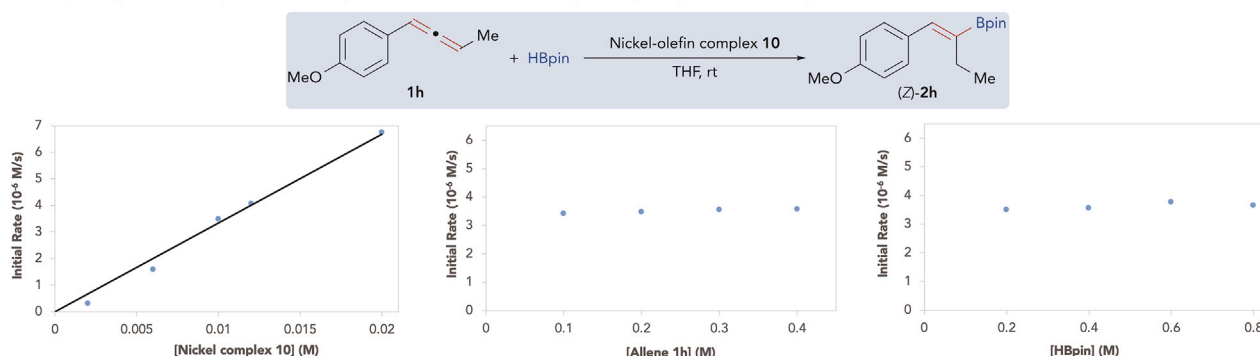 Me
MeO
1h
+ HBpin
Nickel-olefin complex 10
THF, rt
Bpin
MeO
Me
(Z)-2h
Initial Rate (10-6 M/s)
7
6
5
4
3
2
1
0
0 0.005 0.01 0.015 0.02
[Nickel complex 10] (M)
Initial Rate (10-6 M/s)
6
5
4
3
2
1
0
0 0.1 0.2 0.3 0.4
[Allene 1h] (M)
Initial Rate (10-6 M/s)
6
5
4
3
2
1
0
0 0.2 0.4 0.6 0.8
[HBpin] (M)